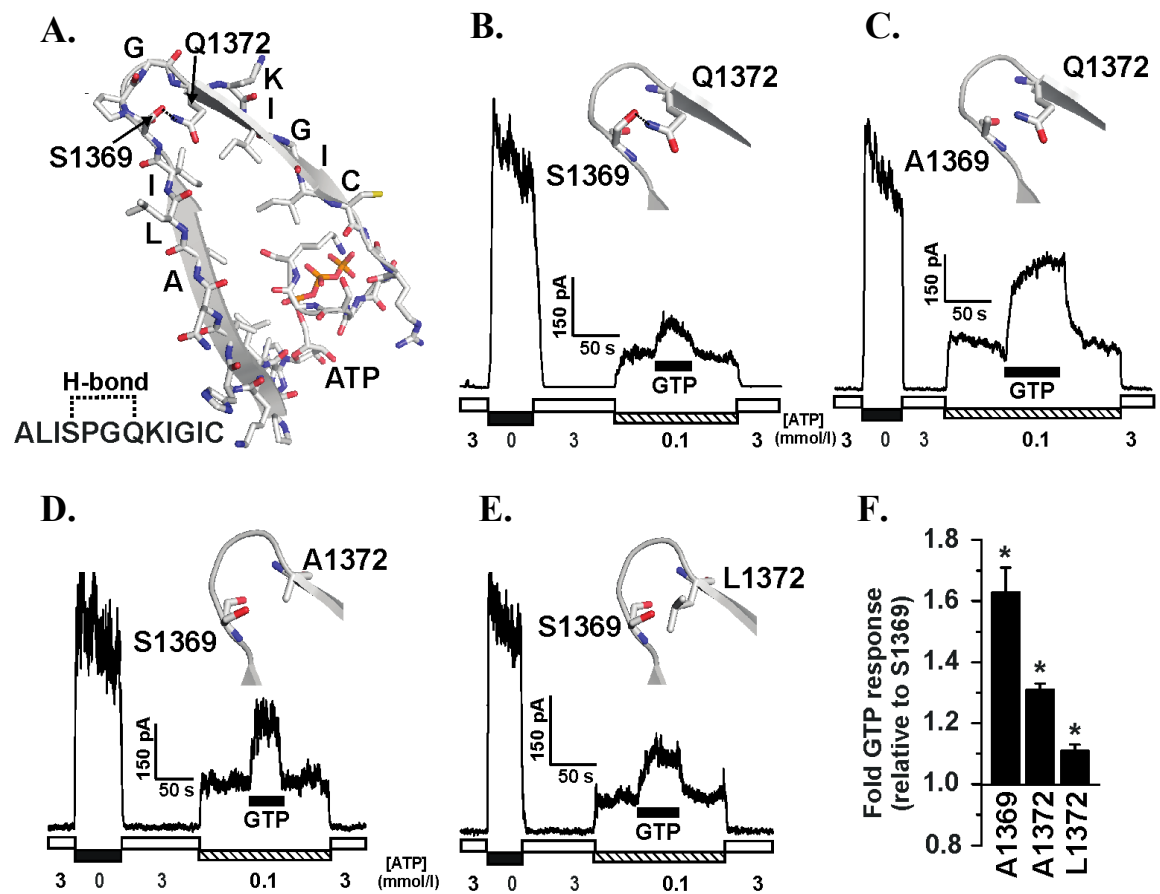 A.
G
Q1372
K
I
G
I
C
S1369
I
L
A
ATP
H-bond
ALISPGQKIGIC
B.
Q1372
S1369
150 pA
50 s
GTP
[ATP]
(mmol/l)
3 0 3 0.1 3
C.
Q1372
A1369
150 pA
50 s
GTP
3 0 3 0.1 3
D.
A1372
S1369
150 pA
50 s
GTP
[ATP]
(mmol/l)
3 0 3 0.1 3
E.
L1372
S1369
150 pA
50 s
GTP
3 0 3 0.1 3
F.
Fold GTP response
(relative to S1369)
1.8
1.6
1.4
1.2
1.0
0.8
*
*
*
A1369
A1372
L1372